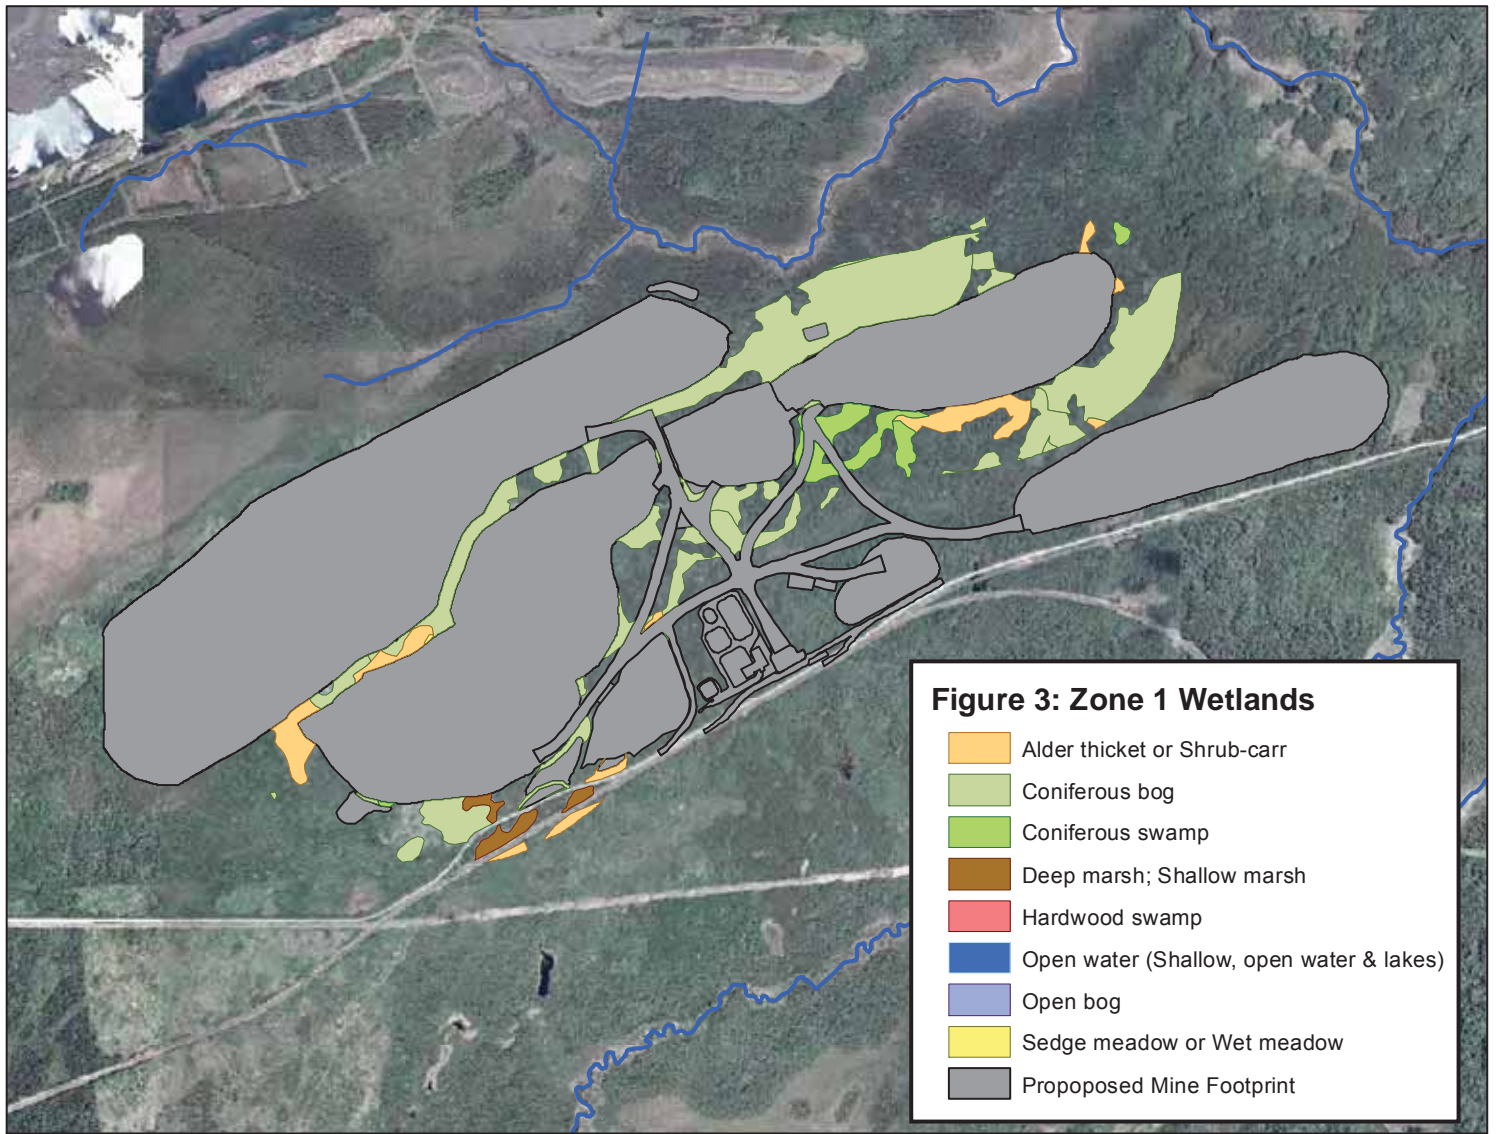 Figure 3: Zone 1 Wetlands
Alder thicket or Shrub-carr
Coniferous bog
Coniferous swamp
Deep marsh; Shallow marsh
Hardwood swamp
Open water (Shallow, open water & lakes)
Open bog
Sedge meadow or Wet meadow
Propoposed Mine Footprint